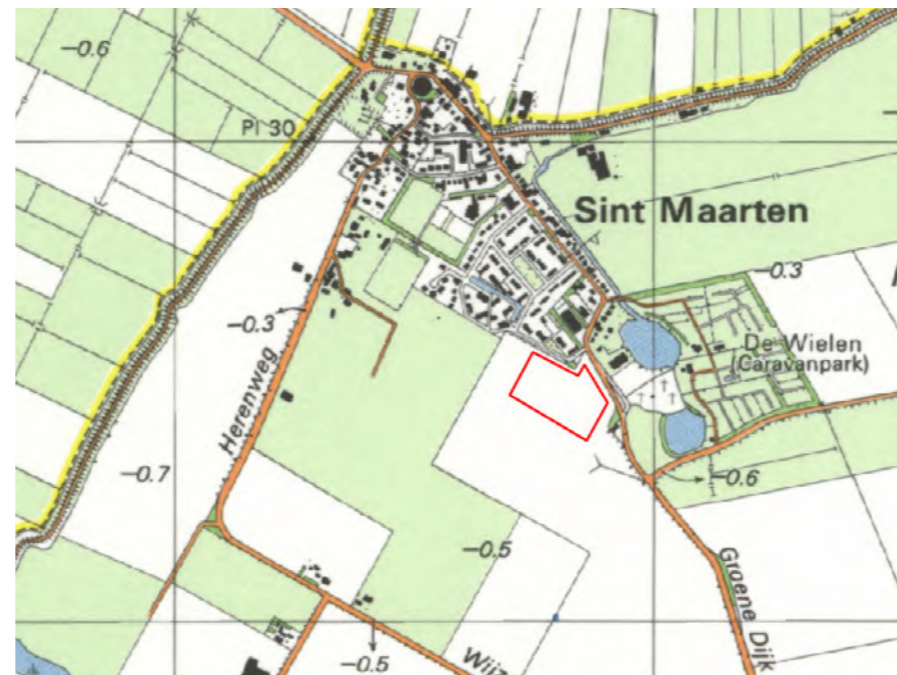 -0.6
Pl 30
Sint Maarten
-0.3
-0.3
De Wielen
(Caravanpark)
Herenweg
-0.7
-0.6
-0.5
Groene Dijk
-0.5